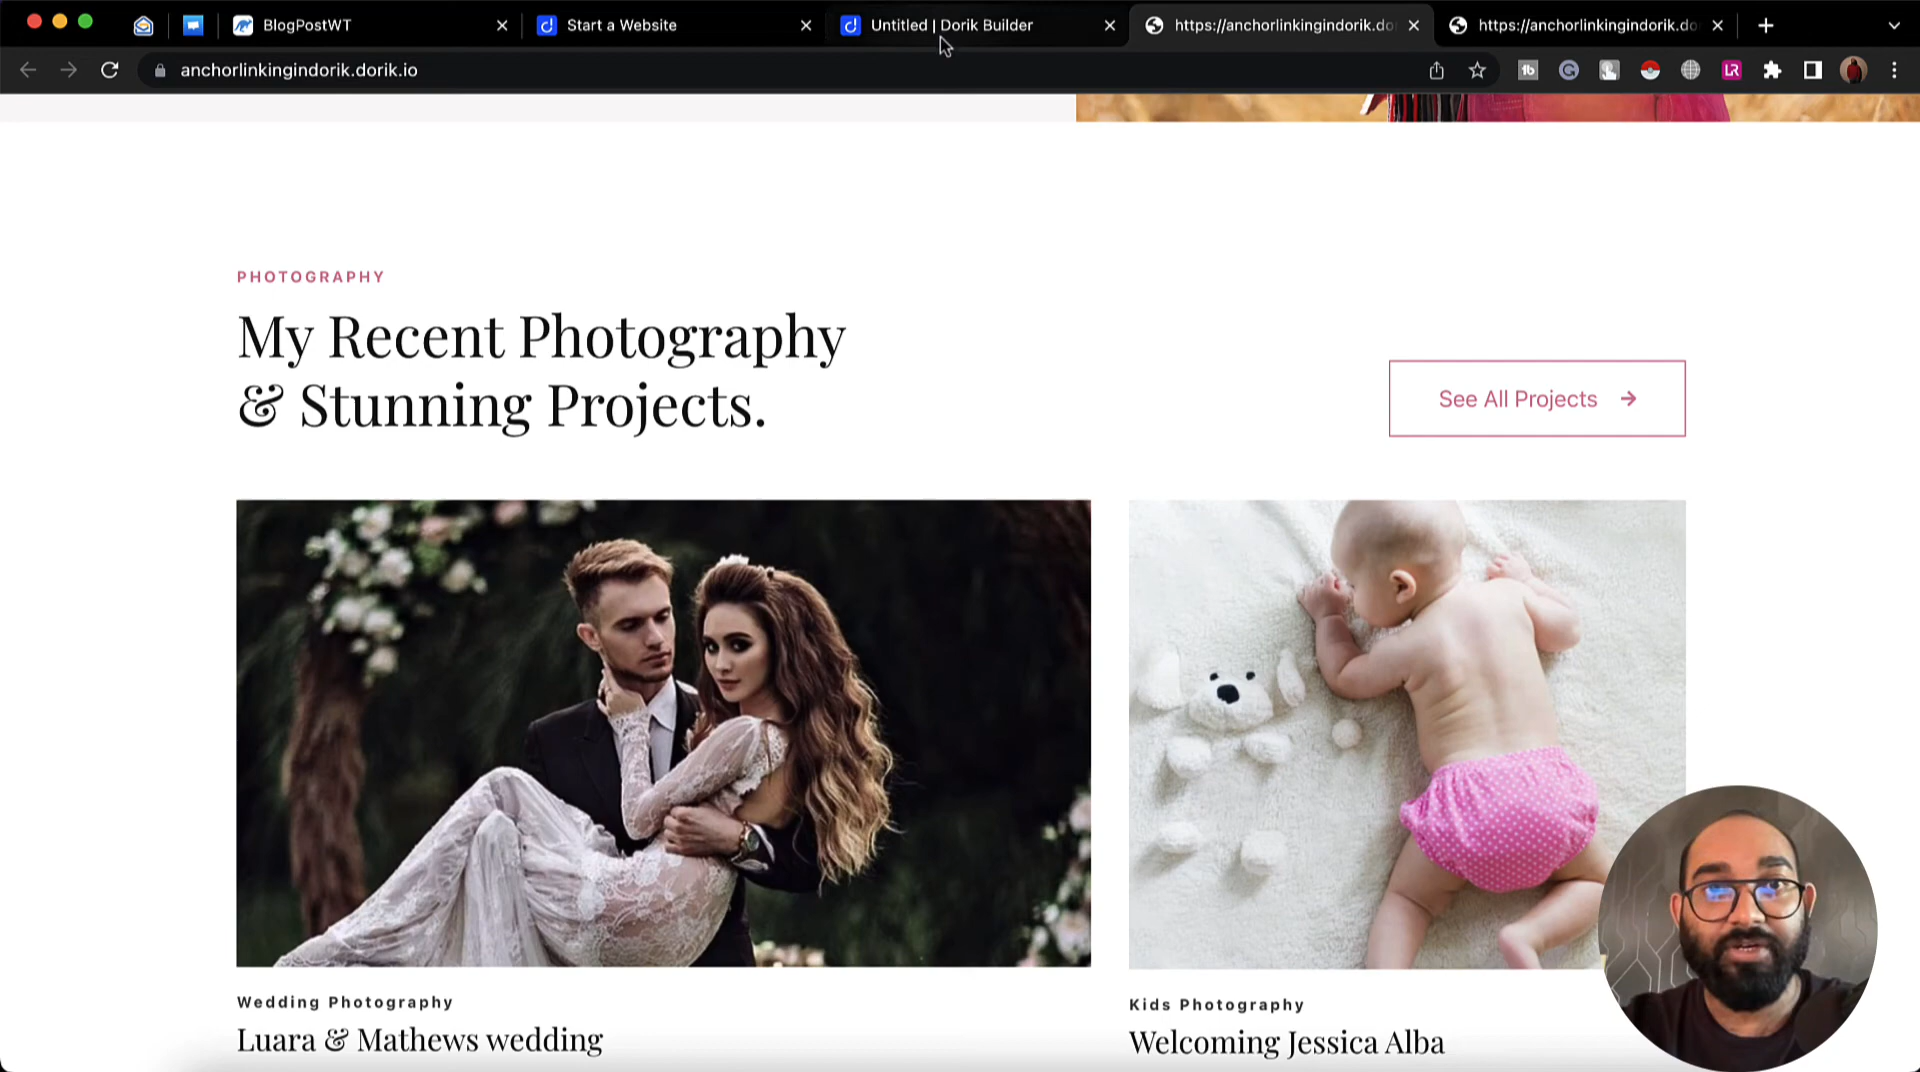 BlogPostWT
Start a Website
Untitled | Dorik Builder
https://anchorlinkingindorik.do
https://anchorlinkingindorik.do
anchorlinkingindorik.dorik.io
LR
PHOTOGRAPHY
My Recent Photography
& Stunning Projects.
See All Projects
Wedding Photography
Luara & Mathews wedding
Kids Photography
Welcoming Jessica Alba